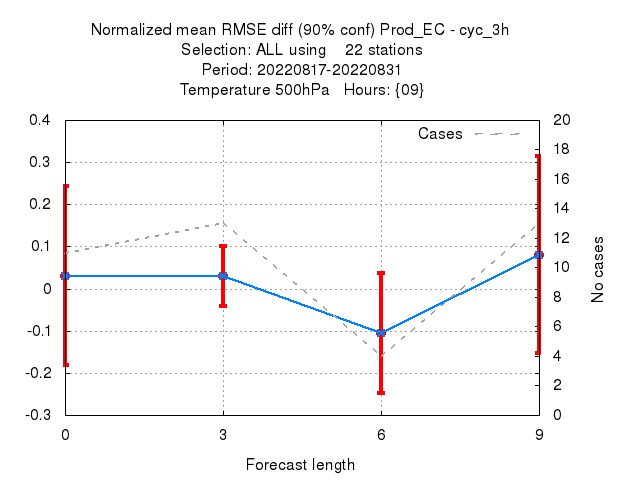 Normalized mean RMSE diff (90% conf) Prod_EC - cyc_3h
Selection: ALL using    22 stations
Period: 20220817-20220831
Temperature 500hPa   Hours: {09}
Cases
0.4
0.3
0.2
0.1
0
-0.1
-0.2
-0.3
20
18
16
14
12
10
8
6
4
2
0
No cases
0 3 6 9
Forecast length